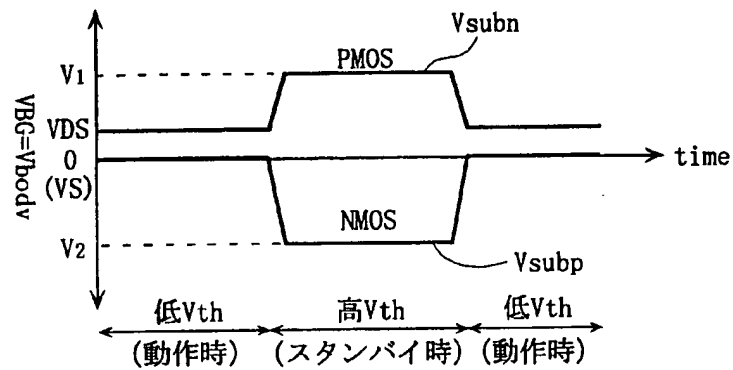 Vsubn
PMOS
V1
VBG=Vbody
VDS
0
(VS)
time
NMOS
V2
Vsubp
低Vth
高Vth
低Vth
(動作時)
(スタンバイ時)
(動作時)